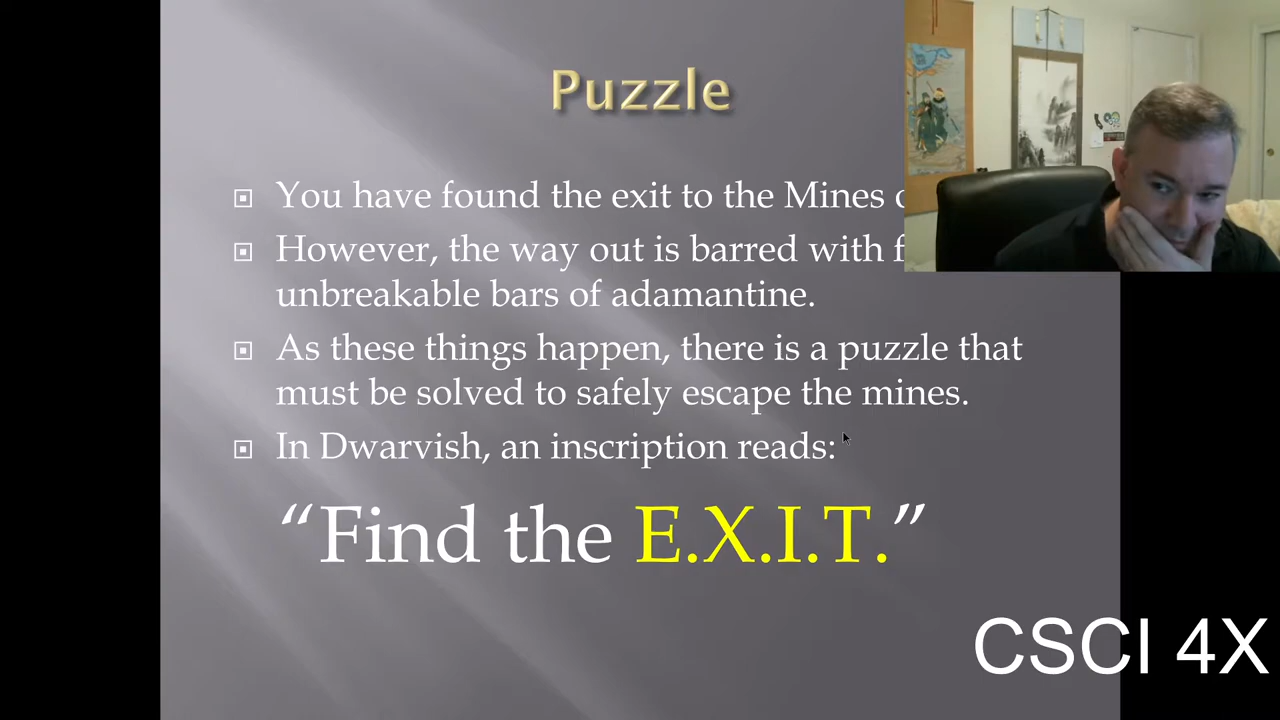 Puzzle
You have found the exit to the Mines
However, the way out is barred with
unbreakable bars of adamantine.
As these things happen, there is a puzzle that
must be solved to safely escape the mines.
In Dwarvish, an inscription reads:
“Find the E.X.I.T.”
CSCI 4X